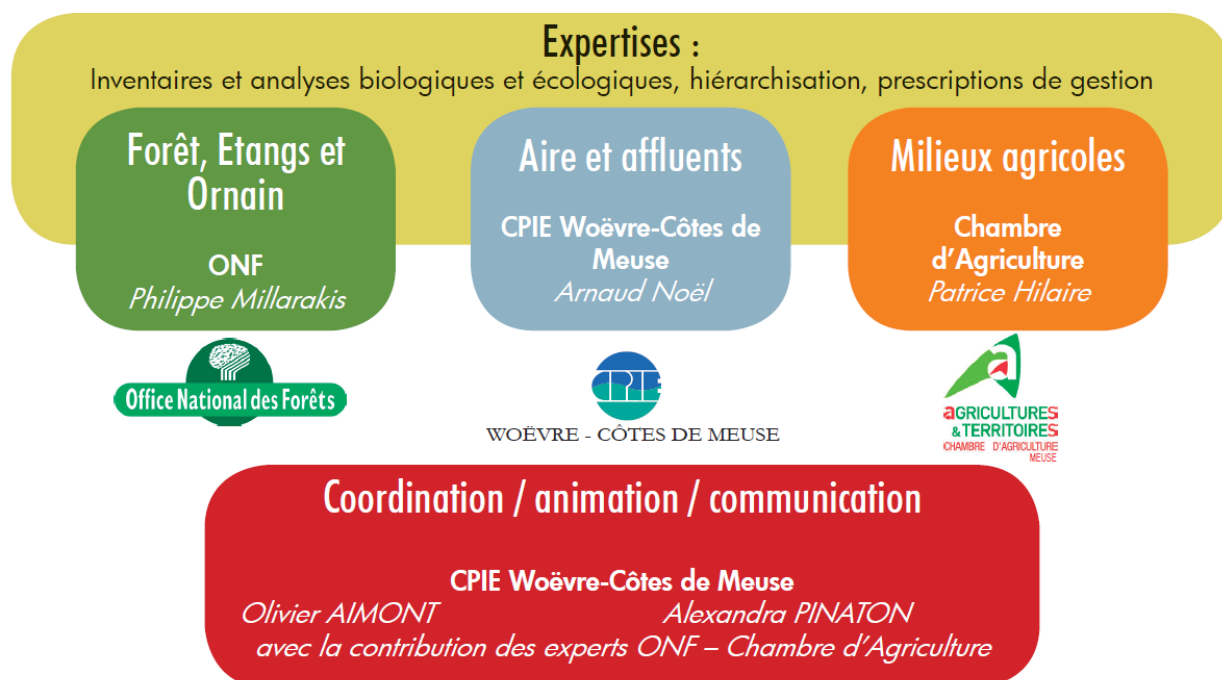 Expertises :
Inventaires et analyses biologiques et écologiques, hiérarchisation, prescriptions de gestion
Forêt, Etangs et
Ornain
ONF
Philippe Millarakis
Aire et affluents
CPIE Woëvre-Côtes de
Meuse
Arnaud Noël
Milieux agricoles
Chambre
d’Agriculture
Patrice Hilaire
Office National des Forêts
CPIE
WOËVRE - CÔTES DE MEUSE
a
aGRICULTURES
& TERRITOIRES
CHAMBRE D'AGRICULTURE
MEUSE
Coordination / animation / communication
CPIE Woëvre-Côtes de Meuse
Olivier AIMONT Alexandra PINATON
avec la contribution des experts ONF – Chambre d’Agriculture